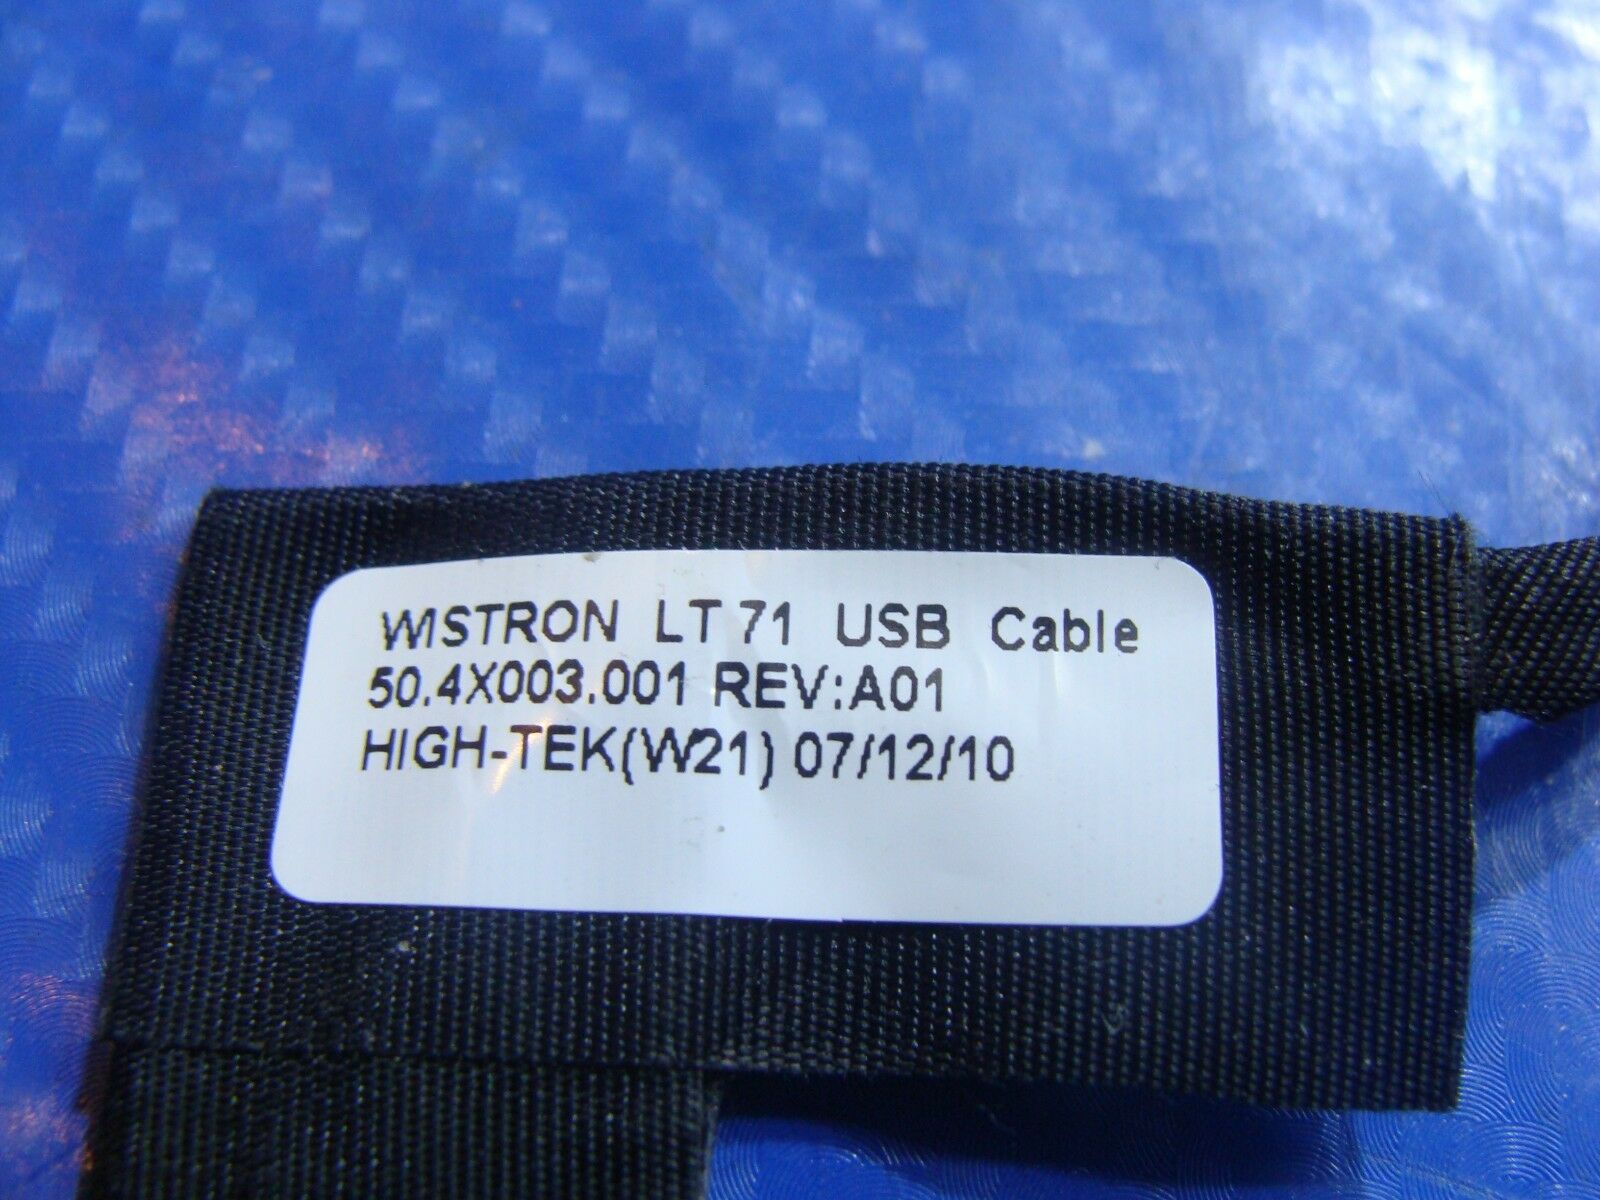 WISTRON LT71 USB Cable
50.4X003.001 REV:A01
HIGH-TEK(W21) 07/12/10